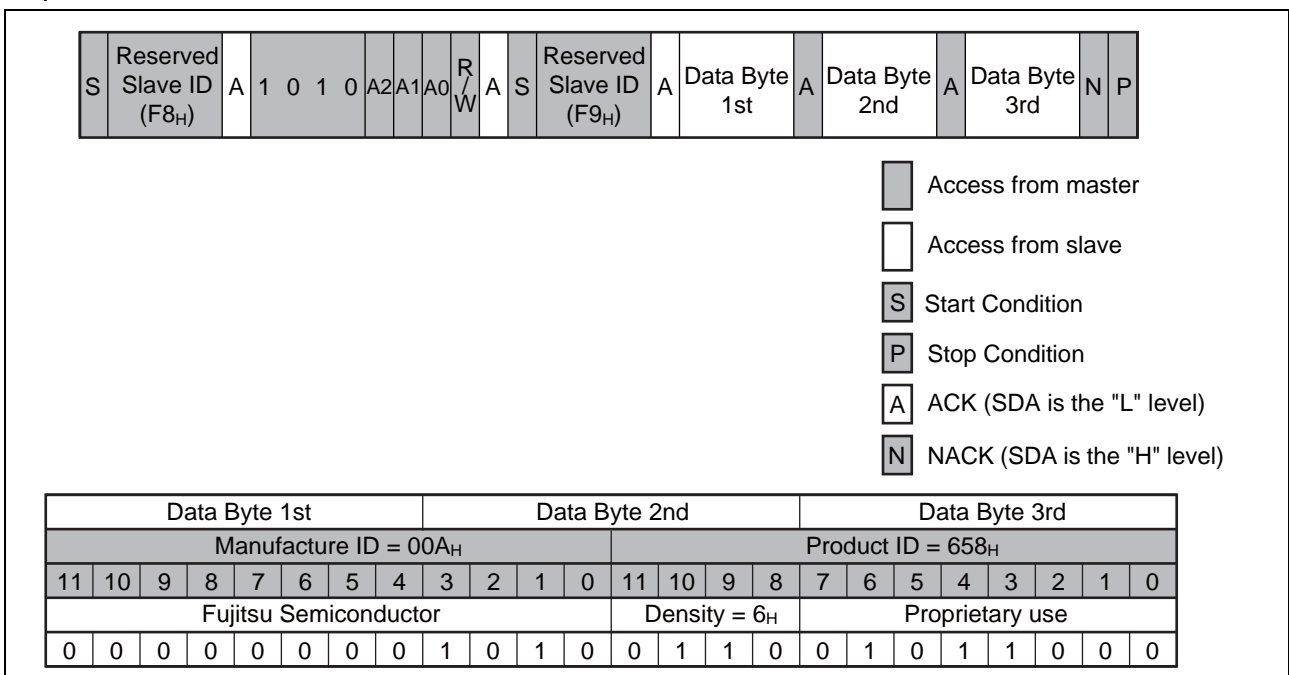 S Reserved Slave ID (F8H) A 1 0 1 0 A2 A1 A0 R/W A S Reserved Slave ID (F9H) A Data Byte 1st A Data Byte 2nd A Data Byte 3rd N P
Access from master
Access from slave
S Start Condition
P Stop Condition
A ACK (SDA is the "L" level)
N NACK (SDA is the "H" level)
Data Byte 1st Data Byte 2nd Data Byte 3rd
Manufacture ID = 00AH Product ID = 658H
11 10 9 8 7 6 5 4 3 2 1 0 11 10 9 8 7 6 5 4 3 2 1 0
Fujitsu Semiconductor Density = 6H Proprietary use
0 0 0 0 0 0 0 0 1 0 1 0 0 1 1 0 0 1 0 1 1 0 0 0